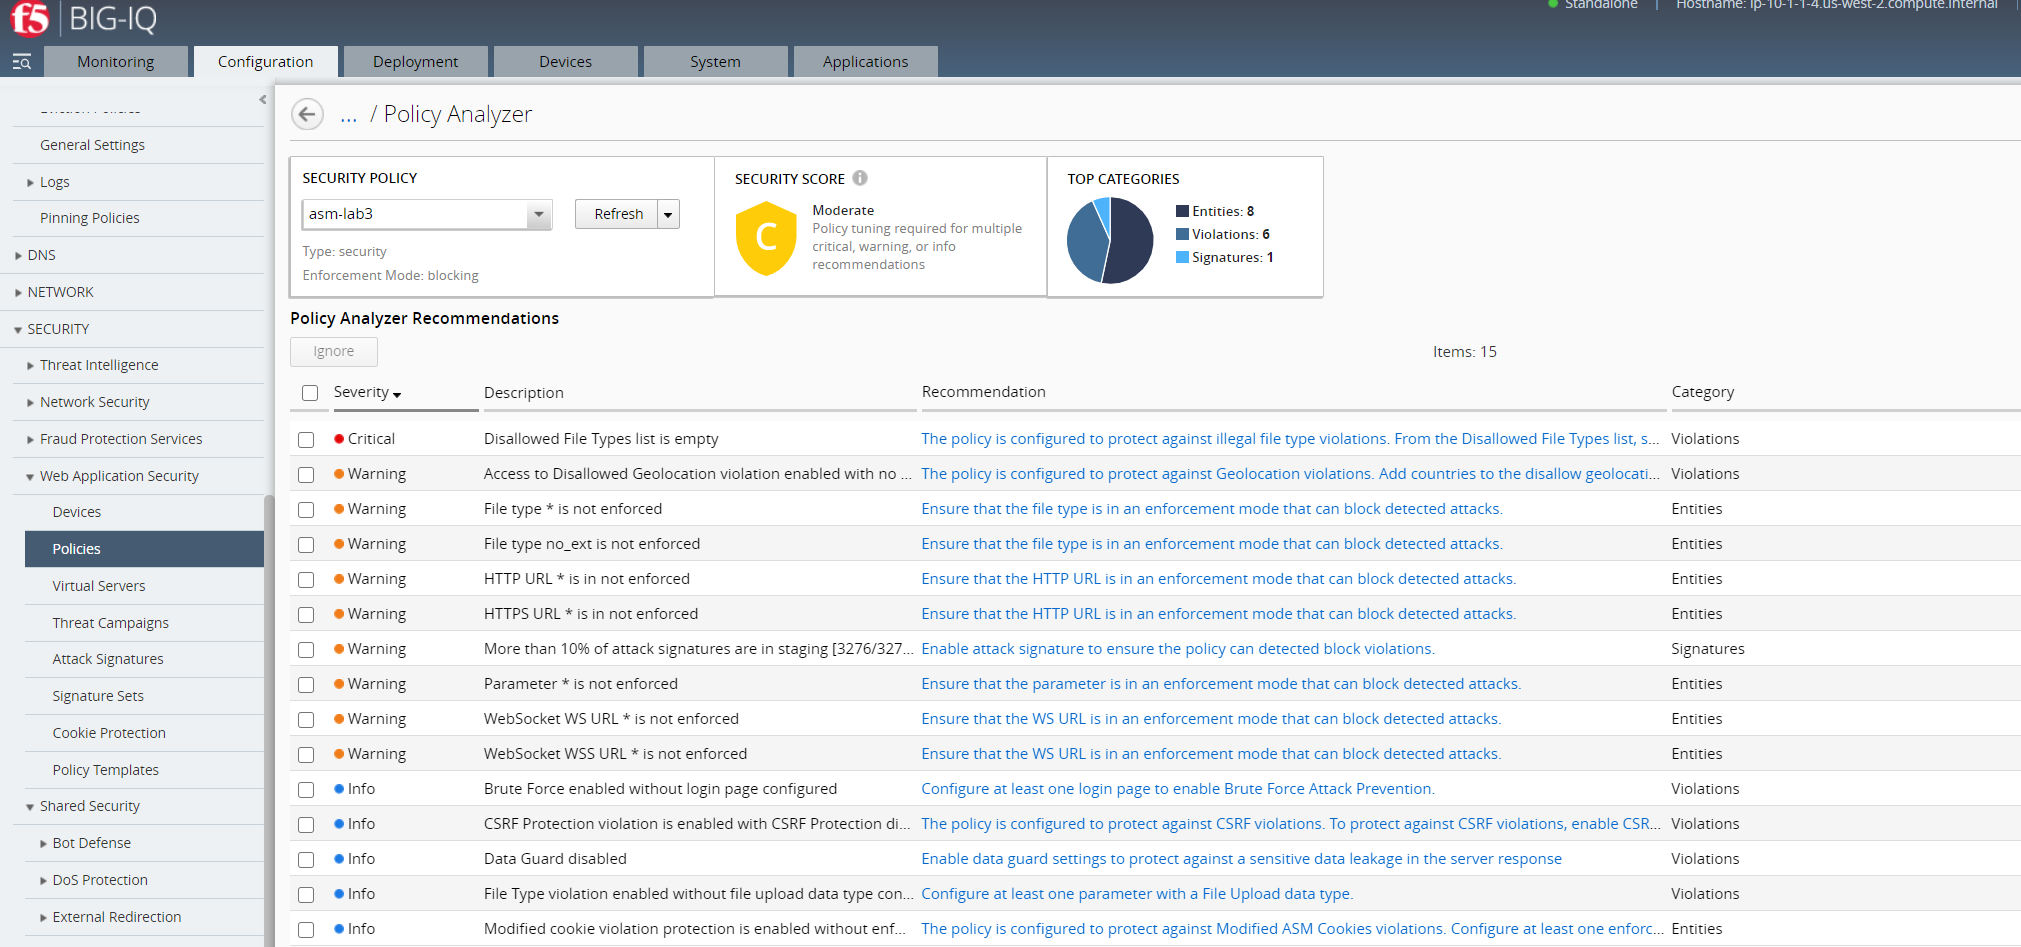 f5 BIG-IQ
Standalone | Hostname: ip-10-1-1-4.us-west-2.compute.internal
Monitoring
Configuration
Deployment
Devices
System
Applications
Eviction Policies
General Settings
Logs
Pinning Policies
DNS
NETWORK
SECURITY
Threat Intelligence
Network Security
Fraud Protection Services
Web Application Security
Devices
Policies
Virtual Servers
Threat Campaigns
Attack Signatures
Signature Sets
Cookie Protection
Policy Templates
Shared Security
Bot Defense
DoS Protection
External Redirection
... / Policy Analyzer
SECURITY POLICY
asm-lab3
Refresh
Type: security
Enforcement Mode: blocking
SECURITY SCORE
C
Moderate
Policy tuning required for multiple
critical, warning, or info
recommendations
TOP CATEGORIES
Entities: 8
Violations: 6
Signatures: 1
Policy Analyzer Recommendations
Ignore
Items: 15
Severity Description Recommendation Category
Critical Disallowed File Types list is empty The policy is configured to protect against illegal file type violations. From the Disallowed File Types list, s... Violations
Warning Access to Disallowed Geolocation violation enabled with no ... The policy is configured to protect against Geolocation violations. Add countries to the disallow geolocati... Violations
Warning File type * is not enforced Ensure that the file type is in an enforcement mode that can block detected attacks. Entities
Warning File type no_ext is not enforced Ensure that the file type is in an enforcement mode that can block detected attacks. Entities
Warning HTTP URL * is in not enforced Ensure that the HTTP URL is in an enforcement mode that can block detected attacks. Entities
Warning HTTPS URL * is in not enforced Ensure that the HTTP URL is in an enforcement mode that can block detected attacks. Entities
Warning More than 10% of attack signatures are in staging [3276/327... Enable attack signature to ensure the policy can detected block violations. Signatures
Warning Parameter * is not enforced Ensure that the parameter is in an enforcement mode that can block detected attacks. Entities
Warning WebSocket WS URL * is not enforced Ensure that the WS URL is in an enforcement mode that can block detected attacks. Entities
Warning WebSocket WSS URL * is not enforced Ensure that the WS URL is in an enforcement mode that can block detected attacks. Entities
Info Brute Force enabled without login page configured Configure at least one login page to enable Brute Force Attack Prevention. Violations
Info CSRF Protection violation is enabled with CSRF Protection di... The policy is configured to protect against CSRF violations. To protect against CSRF violations, enable CSR... Violations
Info Data Guard disabled Enable data guard settings to protect against a sensitive data leakage in the server response Violations
Info File Type violation enabled without file upload data type con... Configure at least one parameter with a File Upload data type. Violations
Info Modified cookie violation protection is enabled without enf... The policy is configured to protect against Modified ASM Cookies violations. Configure at least one enforc... Entities